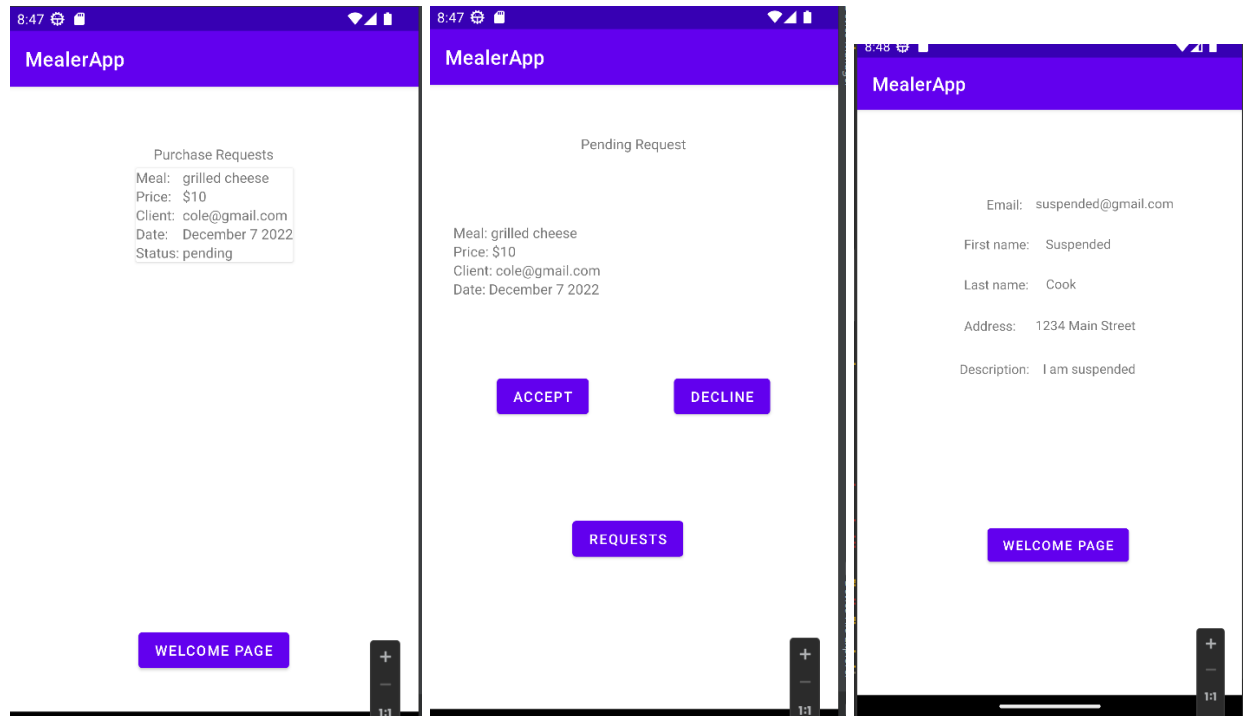 8:47
MealerApp
Purchase Requests
Meal: grilled cheese
Price: $10
Client: cole@gmail.com
Date: December 7 2022
Status: pending
WELCOME PAGE
+
−
1:1
8:47
MealerApp
Pending Request
Meal: grilled cheese
Price: $10
Client: cole@gmail.com
Date: December 7 2022
ACCEPT DECLINE
REQUESTS
+
−
1:1
8:48
MealerApp
Email: suspended@gmail.com
First name: Suspended
Last name: Cook
Address: 1234 Main Street
Description: I am suspended
WELCOME PAGE
+
−
1:1